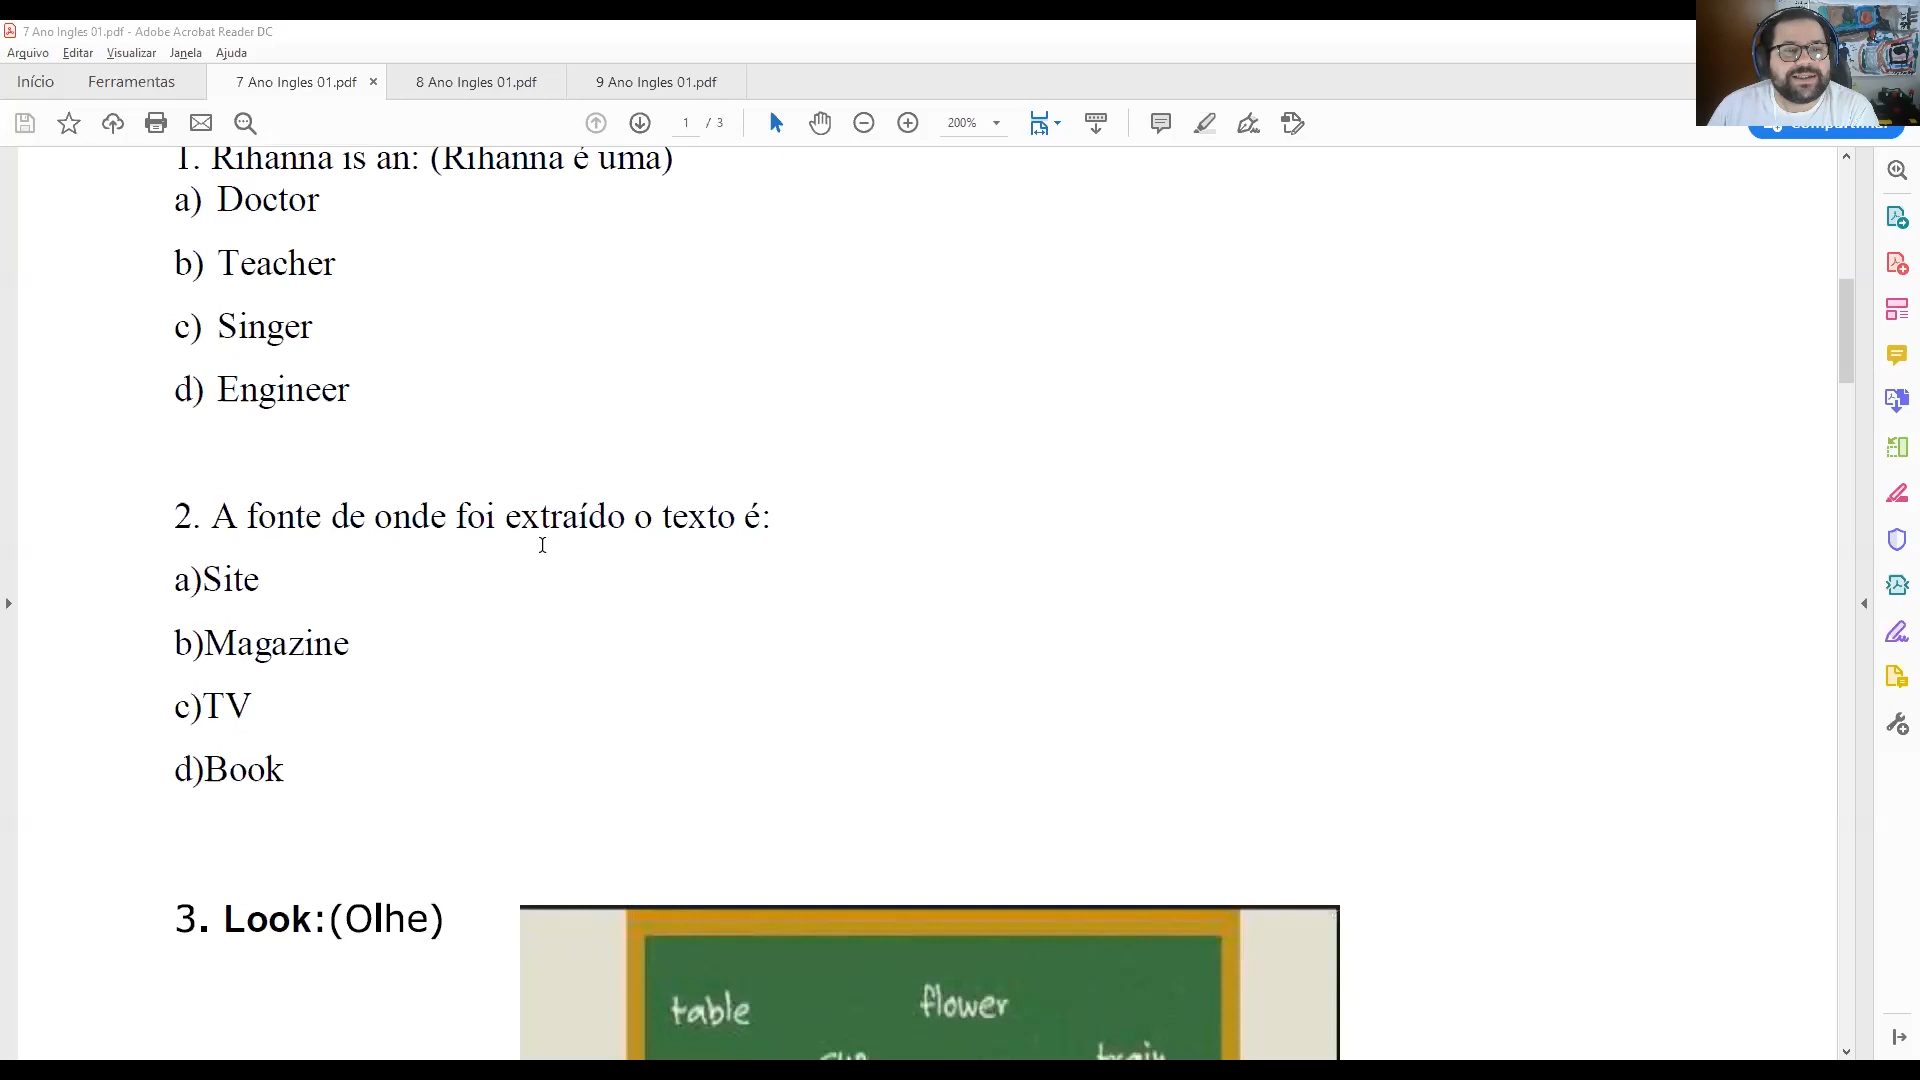 7 Ano Ingles 01.pdf - Adobe Acrobat Reader DC
Arquivo Editar Visualizar Janela Ajuda
Início Ferramentas 7 Ano Ingles 01.pdf × 8 Ano Ingles 01.pdf 9 Ano Ingles 01.pdf
1 / 3 200%
1. Rihanna is an: (Rihanna é uma)
a) Doctor
b) Teacher
c) Singer
d) Engineer
2. A fonte de onde foi extraído o texto é:
a)Site
b)Magazine
c)TV
d)Book
3. Look:(Olhe)
table flower
train